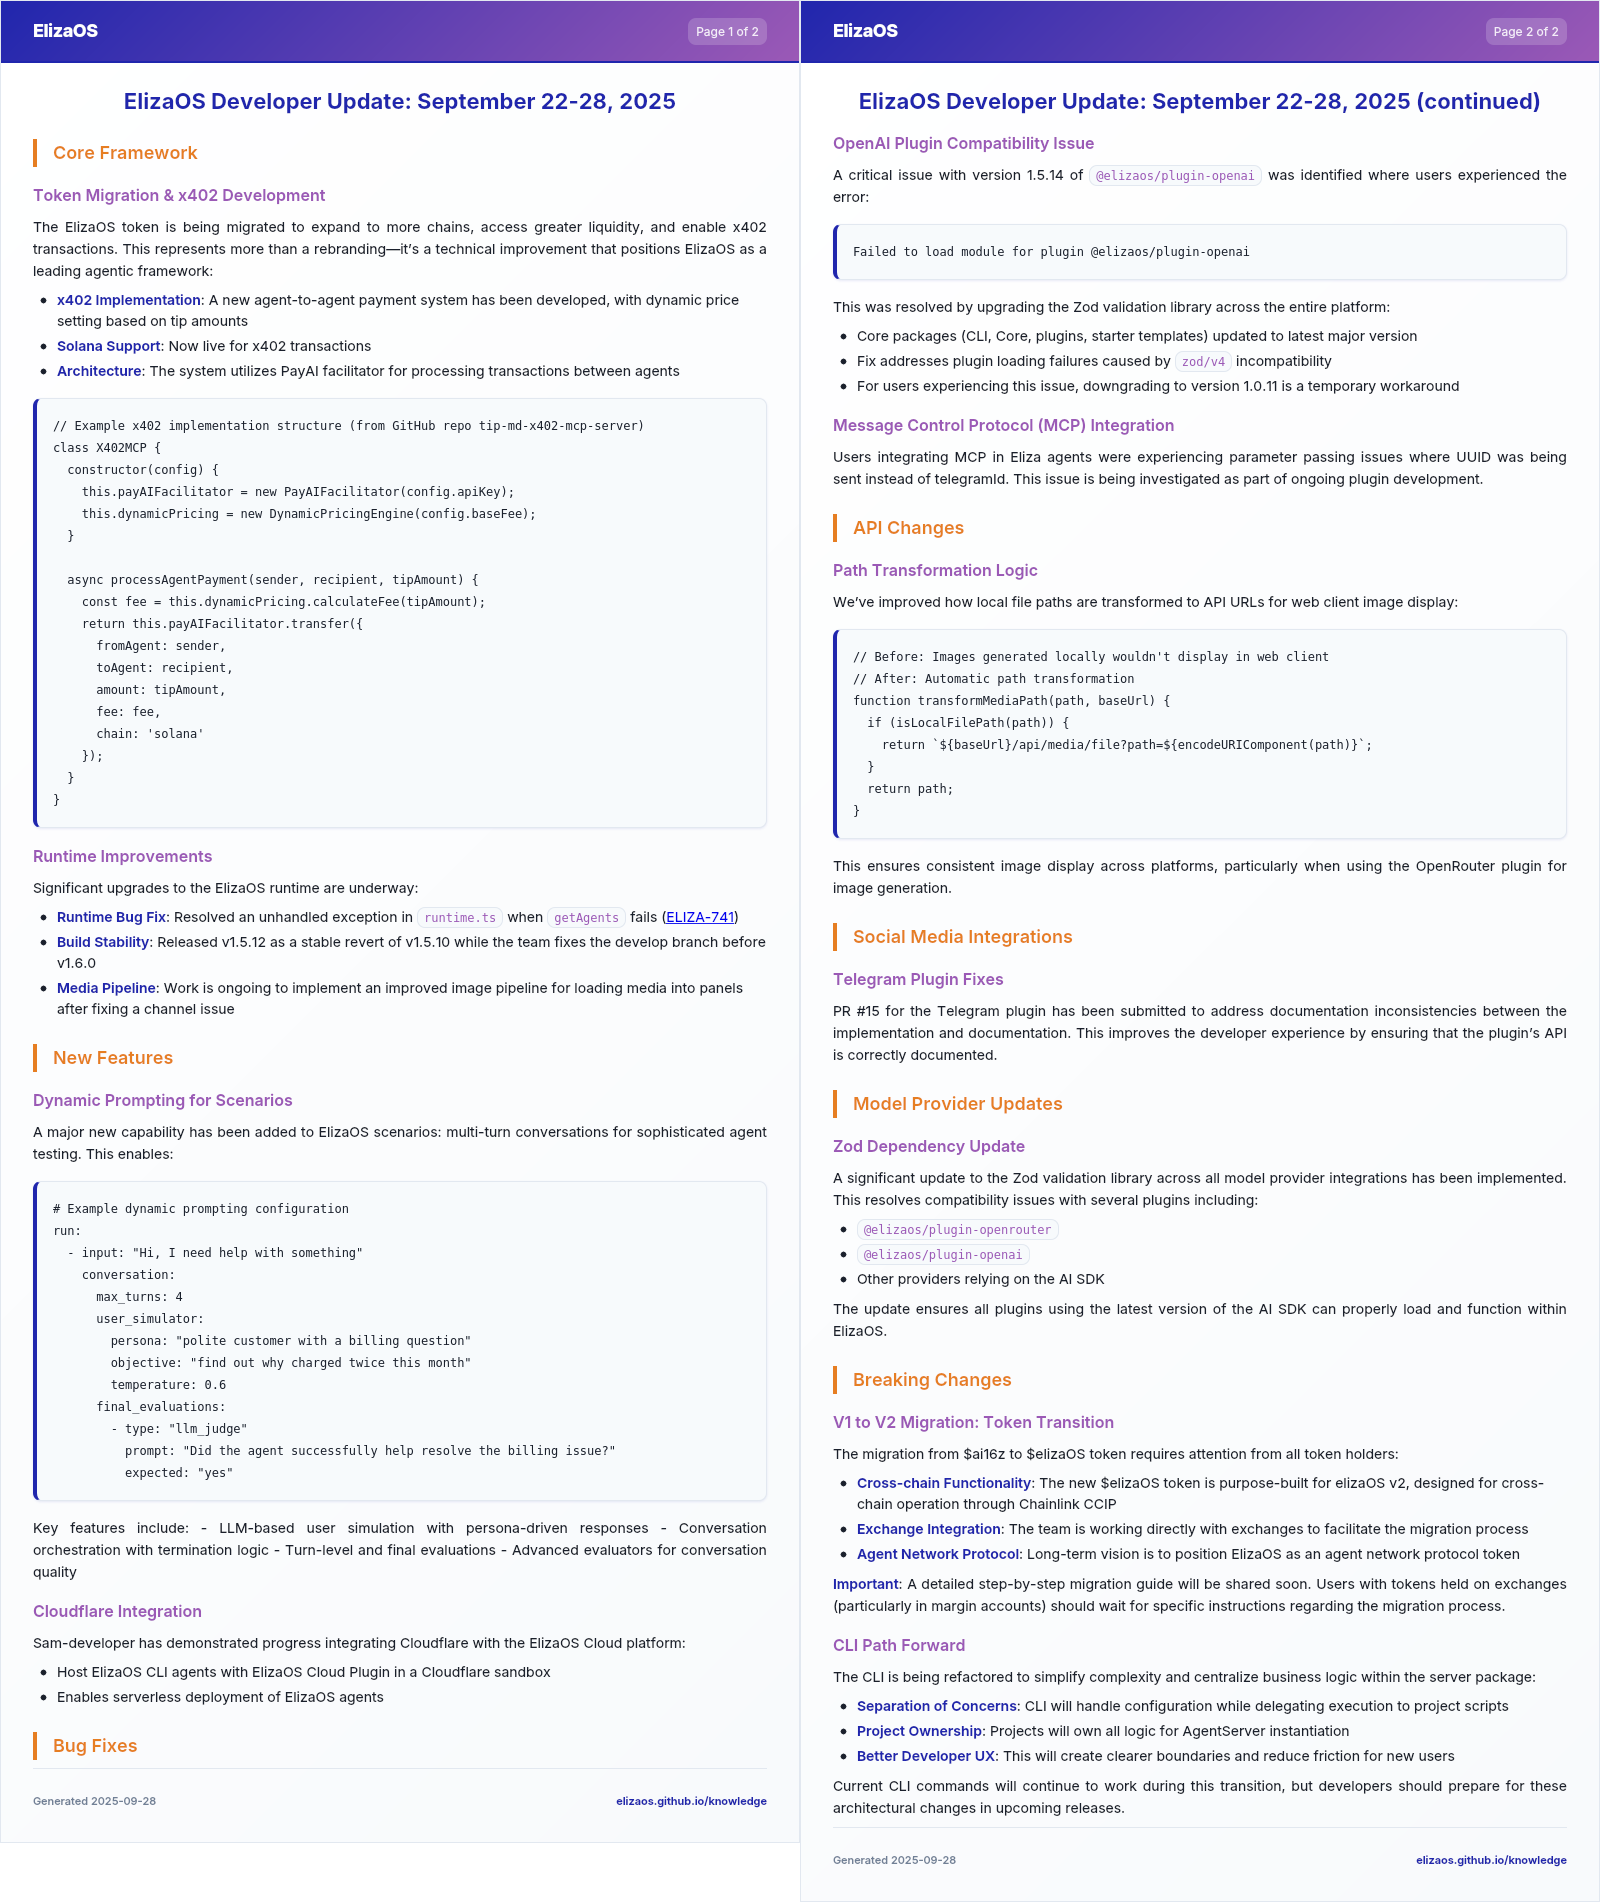 ElizaOS
Page 1 of 2
ElizaOS Developer Update: September 22-28, 2025
Core Framework
Token Migration & x402 Development
The ElizaOS token is being migrated to expand to more chains, access greater liquidity, and enable x402
transactions. This represents more than a rebranding—it’s a technical improvement that positions ElizaOS as a
leading agentic framework:
• x402 Implementation: A new agent-to-agent payment system has been developed, with dynamic price
setting based on tip amounts
• Solana Support: Now live for x402 transactions
• Architecture: The system utilizes PayAI facilitator for processing transactions between agents
// Example x402 implementation structure (from GitHub repo tip-md-x402-mcp-server)
class X402MCP {
  constructor(config) {
    this.payAIFacilitator = new PayAIFacilitator(config.apiKey);
    this.dynamicPricing = new DynamicPricingEngine(config.baseFee);
  }

  async processAgentPayment(sender, recipient, tipAmount) {
    const fee = this.dynamicPricing.calculateFee(tipAmount);
    return this.payAIFacilitator.transfer({
      fromAgent: sender,
      toAgent: recipient,
      amount: tipAmount,
      fee: fee,
      chain: 'solana'
    });
  }
}
Runtime Improvements
Significant upgrades to the ElizaOS runtime are underway:
• Runtime Bug Fix: Resolved an unhandled exception in runtime.ts when getAgents fails (ELIZA-741)
• Build Stability: Released v1.5.12 as a stable revert of v1.5.10 while the team fixes the develop branch before
v1.6.0
• Media Pipeline: Work is ongoing to implement an improved image pipeline for loading media into panels
after fixing a channel issue
New Features
Dynamic Prompting for Scenarios
A major new capability has been added to ElizaOS scenarios: multi-turn conversations for sophisticated agent
testing. This enables:
# Example dynamic prompting configuration
run:
  - input: "Hi, I need help with something"
    conversation:
      max_turns: 4
      user_simulator:
        persona: "polite customer with a billing question"
        objective: "find out why charged twice this month"
        temperature: 0.6
      final_evaluations:
        - type: "llm_judge"
          prompt: "Did the agent successfully help resolve the billing issue?"
          expected: "yes"
Key features include: - LLM-based user simulation with persona-driven responses - Conversation
orchestration with termination logic - Turn-level and final evaluations - Advanced evaluators for conversation
quality
Cloudflare Integration
Sam-developer has demonstrated progress integrating Cloudflare with the ElizaOS Cloud platform:
• Host ElizaOS CLI agents with ElizaOS Cloud Plugin in a Cloudflare sandbox
• Enables serverless deployment of ElizaOS agents
Bug Fixes
Generated 2025-09-28
elizaos.github.io/knowledge
ElizaOS
Page 2 of 2
ElizaOS Developer Update: September 22-28, 2025 (continued)
OpenAI Plugin Compatibility Issue
A critical issue with version 1.5.14 of @elizaos/plugin-openai was identified where users experienced the
error:
Failed to load module for plugin @elizaos/plugin-openai
This was resolved by upgrading the Zod validation library across the entire platform:
• Core packages (CLI, Core, plugins, starter templates) updated to latest major version
• Fix addresses plugin loading failures caused by zod/v4 incompatibility
• For users experiencing this issue, downgrading to version 1.0.11 is a temporary workaround
Message Control Protocol (MCP) Integration
Users integrating MCP in Eliza agents were experiencing parameter passing issues where UUID was being
sent instead of telegramId. This issue is being investigated as part of ongoing plugin development.
API Changes
Path Transformation Logic
We’ve improved how local file paths are transformed to API URLs for web client image display:
// Before: Images generated locally wouldn't display in web client
// After: Automatic path transformation
function transformMediaPath(path, baseUrl) {
  if (isLocalFilePath(path)) {
    return `${baseUrl}/api/media/file?path=${encodeURIComponent(path)}`;
  }
  return path;
}
This ensures consistent image display across platforms, particularly when using the OpenRouter plugin for
image generation.
Social Media Integrations
Telegram Plugin Fixes
PR #15 for the Telegram plugin has been submitted to address documentation inconsistencies between the
implementation and documentation. This improves the developer experience by ensuring that the plugin’s API
is correctly documented.
Model Provider Updates
Zod Dependency Update
A significant update to the Zod validation library across all model provider integrations has been implemented.
This resolves compatibility issues with several plugins including:
• @elizaos/plugin-openrouter
• @elizaos/plugin-openai
• Other providers relying on the AI SDK
The update ensures all plugins using the latest version of the AI SDK can properly load and function within
ElizaOS.
Breaking Changes
V1 to V2 Migration: Token Transition
The migration from $ai16z to $elizaOS token requires attention from all token holders:
• Cross-chain Functionality: The new $elizaOS token is purpose-built for elizaOS v2, designed for cross-
chain operation through Chainlink CCIP
• Exchange Integration: The team is working directly with exchanges to facilitate the migration process
• Agent Network Protocol: Long-term vision is to position ElizaOS as an agent network protocol token
Important: A detailed step-by-step migration guide will be shared soon. Users with tokens held on exchanges
(particularly in margin accounts) should wait for specific instructions regarding the migration process.
CLI Path Forward
The CLI is being refactored to simplify complexity and centralize business logic within the server package:
• Separation of Concerns: CLI will handle configuration while delegating execution to project scripts
• Project Ownership: Projects will own all logic for AgentServer instantiation
• Better Developer UX: This will create clearer boundaries and reduce friction for new users
Current CLI commands will continue to work during this transition, but developers should prepare for these
architectural changes in upcoming releases.
Generated 2025-09-28
elizaos.github.io/knowledge